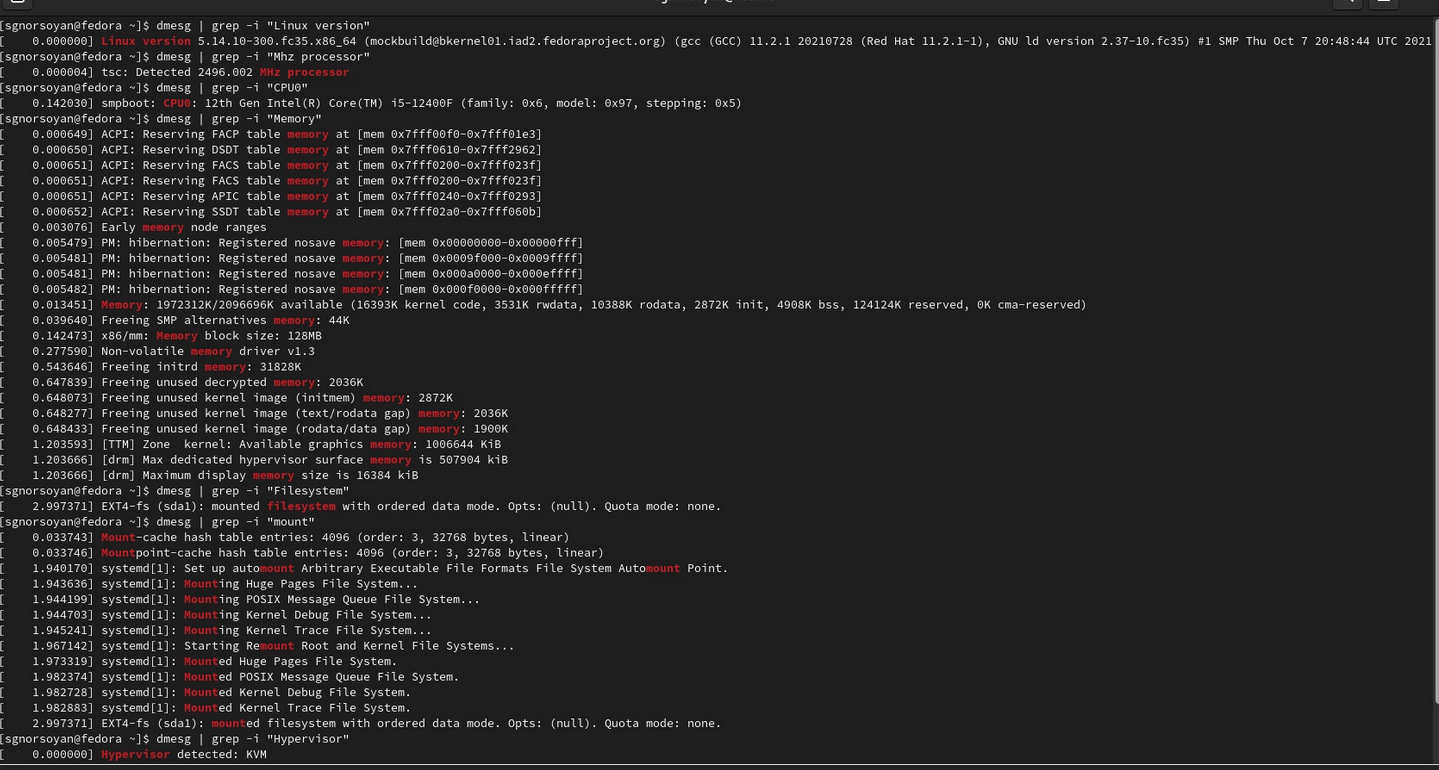 [sgnorsoyan@fedora ~]$ dmesg | grep -i "Linux version"
[    0.000000] Linux version 5.14.10-300.fc35.x86_64 (mockbuild@bkernel01.iad2.fedoraproject.org) (gcc (GCC) 11.2.1 20210728 (Red Hat 11.2.1-1), GNU ld version 2.37-10.fc35) #1 SMP Thu Oct 7 20:48:44 UTC 2021
[sgnorsoyan@fedora ~]$ dmesg | grep -i "Mhz processor"
[    0.000004] tsc: Detected 2496.002 MHz processor
[sgnorsoyan@fedora ~]$ dmesg | grep -i "CPU0"
[    0.142030] smpboot: CPU0: 12th Gen Intel(R) Core(TM) i5-12400F (family: 0x6, model: 0x97, stepping: 0x5)
[sgnorsoyan@fedora ~]$ dmesg | grep -i "Memory"
[    0.000649] ACPI: Reserving FACP table memory at [mem 0x7fff00f0-0x7fff01e3]
[    0.000650] ACPI: Reserving DSDT table memory at [mem 0x7fff0610-0x7fff2962]
[    0.000651] ACPI: Reserving FACS table memory at [mem 0x7fff0200-0x7fff023f]
[    0.000651] ACPI: Reserving FACS table memory at [mem 0x7fff0200-0x7fff023f]
[    0.000651] ACPI: Reserving APIC table memory at [mem 0x7fff0240-0x7fff0293]
[    0.000652] ACPI: Reserving SSDT table memory at [mem 0x7fff02a0-0x7fff060b]
[    0.003076] Early memory node ranges
[    0.005479] PM: hibernation: Registered nosave memory: [mem 0x00000000-0x00000fff]
[    0.005481] PM: hibernation: Registered nosave memory: [mem 0x0009f000-0x0009ffff]
[    0.005481] PM: hibernation: Registered nosave memory: [mem 0x000a0000-0x000effff]
[    0.005482] PM: hibernation: Registered nosave memory: [mem 0x000f0000-0x000fffff]
[    0.013451] Memory: 1972312K/2096696K available (16393K kernel code, 3531K rwdata, 10388K rodata, 2872K init, 4908K bss, 124124K reserved, 0K cma-reserved)
[    0.039640] Freeing SMP alternatives memory: 44K
[    0.142473] x86/mm: Memory block size: 128MB
[    0.277590] Non-volatile memory driver v1.3
[    0.543646] Freeing initrd memory: 31828K
[    0.647839] Freeing unused decrypted memory: 2036K
[    0.648073] Freeing unused kernel image (initmem) memory: 2872K
[    0.648277] Freeing unused kernel image (text/rodata gap) memory: 2036K
[    0.648433] Freeing unused kernel image (rodata/data gap) memory: 1900K
[    1.203593] [TTM] Zone  kernel: Available graphics memory: 1006644 KiB
[    1.203666] [drm] Max dedicated hypervisor surface memory is 507904 kiB
[    1.203666] [drm] Maximum display memory size is 16384 kiB
[sgnorsoyan@fedora ~]$ dmesg | grep -i "Filesystem"
[    2.997371] EXT4-fs (sda1): mounted filesystem with ordered data mode. Opts: (null). Quota mode: none.
[sgnorsoyan@fedora ~]$ dmesg | grep -i "mount"
[    0.033743] Mount-cache hash table entries: 4096 (order: 3, 32768 bytes, linear)
[    0.033746] Mountpoint-cache hash table entries: 4096 (order: 3, 32768 bytes, linear)
[    1.940170] systemd[1]: Set up automount Arbitrary Executable File Formats File System Automount Point.
[    1.943636] systemd[1]: Mounting Huge Pages File System...
[    1.944199] systemd[1]: Mounting POSIX Message Queue File System...
[    1.944703] systemd[1]: Mounting Kernel Debug File System...
[    1.945241] systemd[1]: Mounting Kernel Trace File System...
[    1.967142] systemd[1]: Starting Remount Root and Kernel File Systems...
[    1.973319] systemd[1]: Mounted Huge Pages File System.
[    1.982374] systemd[1]: Mounted POSIX Message Queue File System.
[    1.982728] systemd[1]: Mounted Kernel Debug File System.
[    1.982883] systemd[1]: Mounted Kernel Trace File System.
[    2.997371] EXT4-fs (sda1): mounted filesystem with ordered data mode. Opts: (null). Quota mode: none.
[sgnorsoyan@fedora ~]$ dmesg | grep -i "Hypervisor"
[    0.000000] Hypervisor detected: KVM